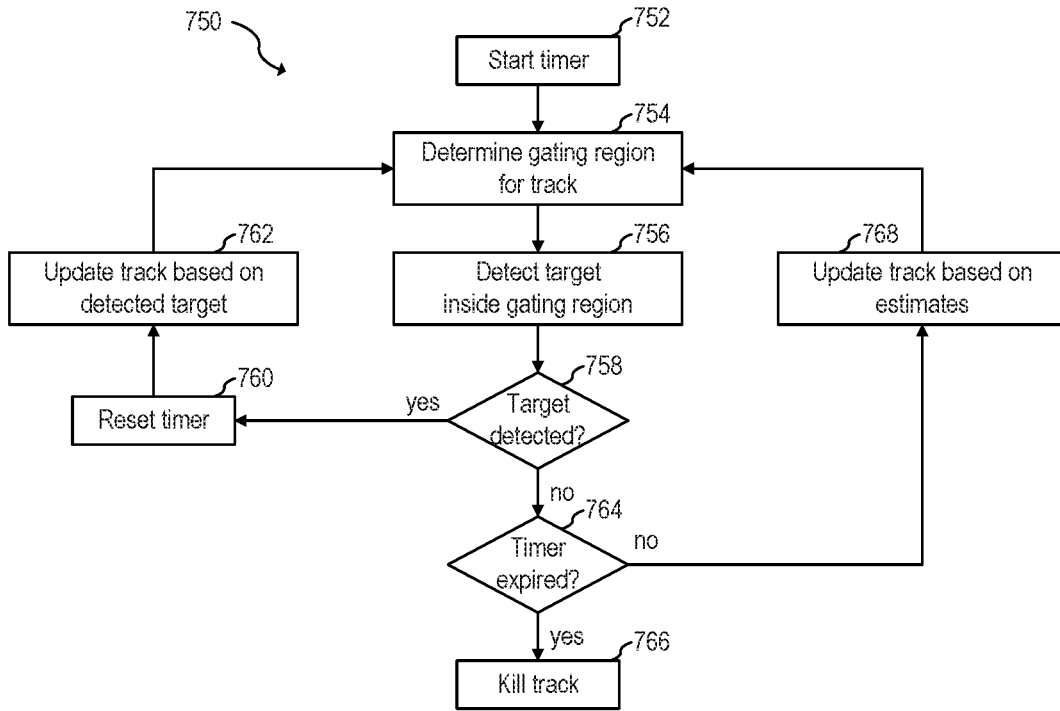 750
752
Start timer
754
Determine gating region
for track
762
Update track based on
detected target
756
Detect target
inside gating region
768
Update track based on
estimates
758
Target
detected?
yes
760
Reset timer
no
764
Timer
expired?
no
yes
766
Kill track